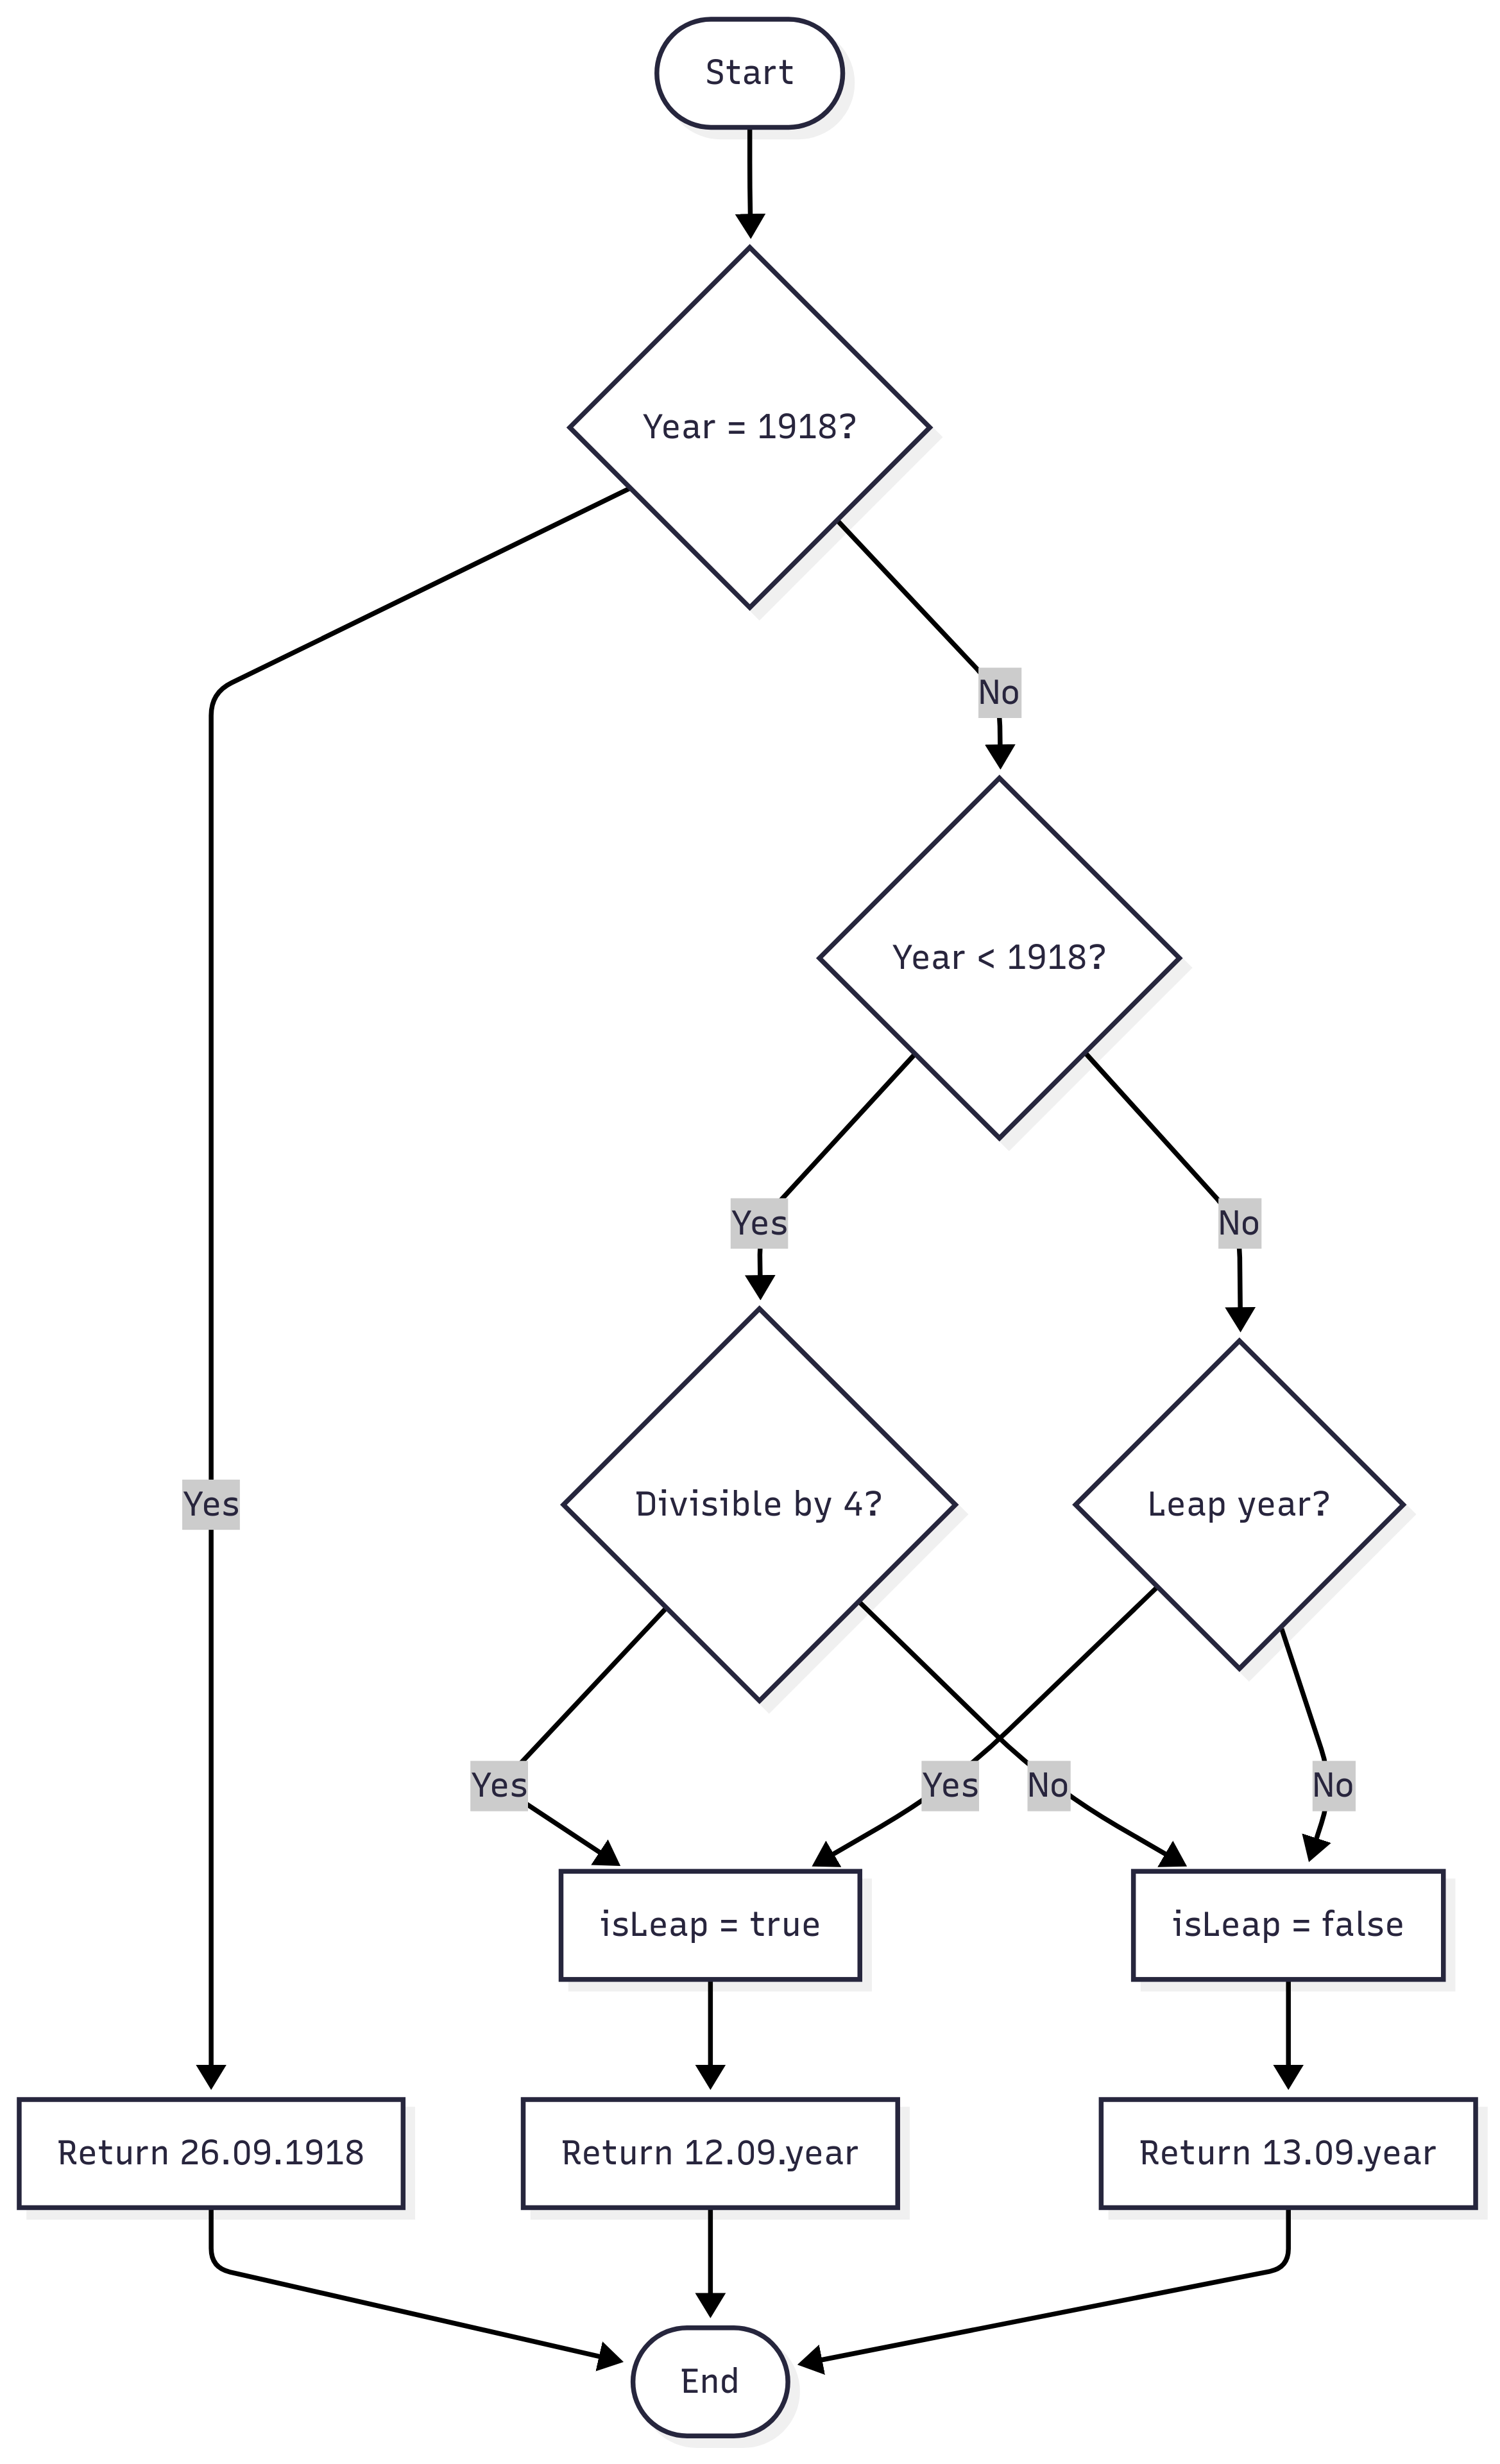 Start
Year = 1918?
No
Year < 1918?
Yes
No
Yes
Divisible by 4?
Leap year?
Yes
Yes
No
No
isLeap = true
isLeap = false
Return 26.09.1918
Return 12.09.year
Return 13.09.year
End